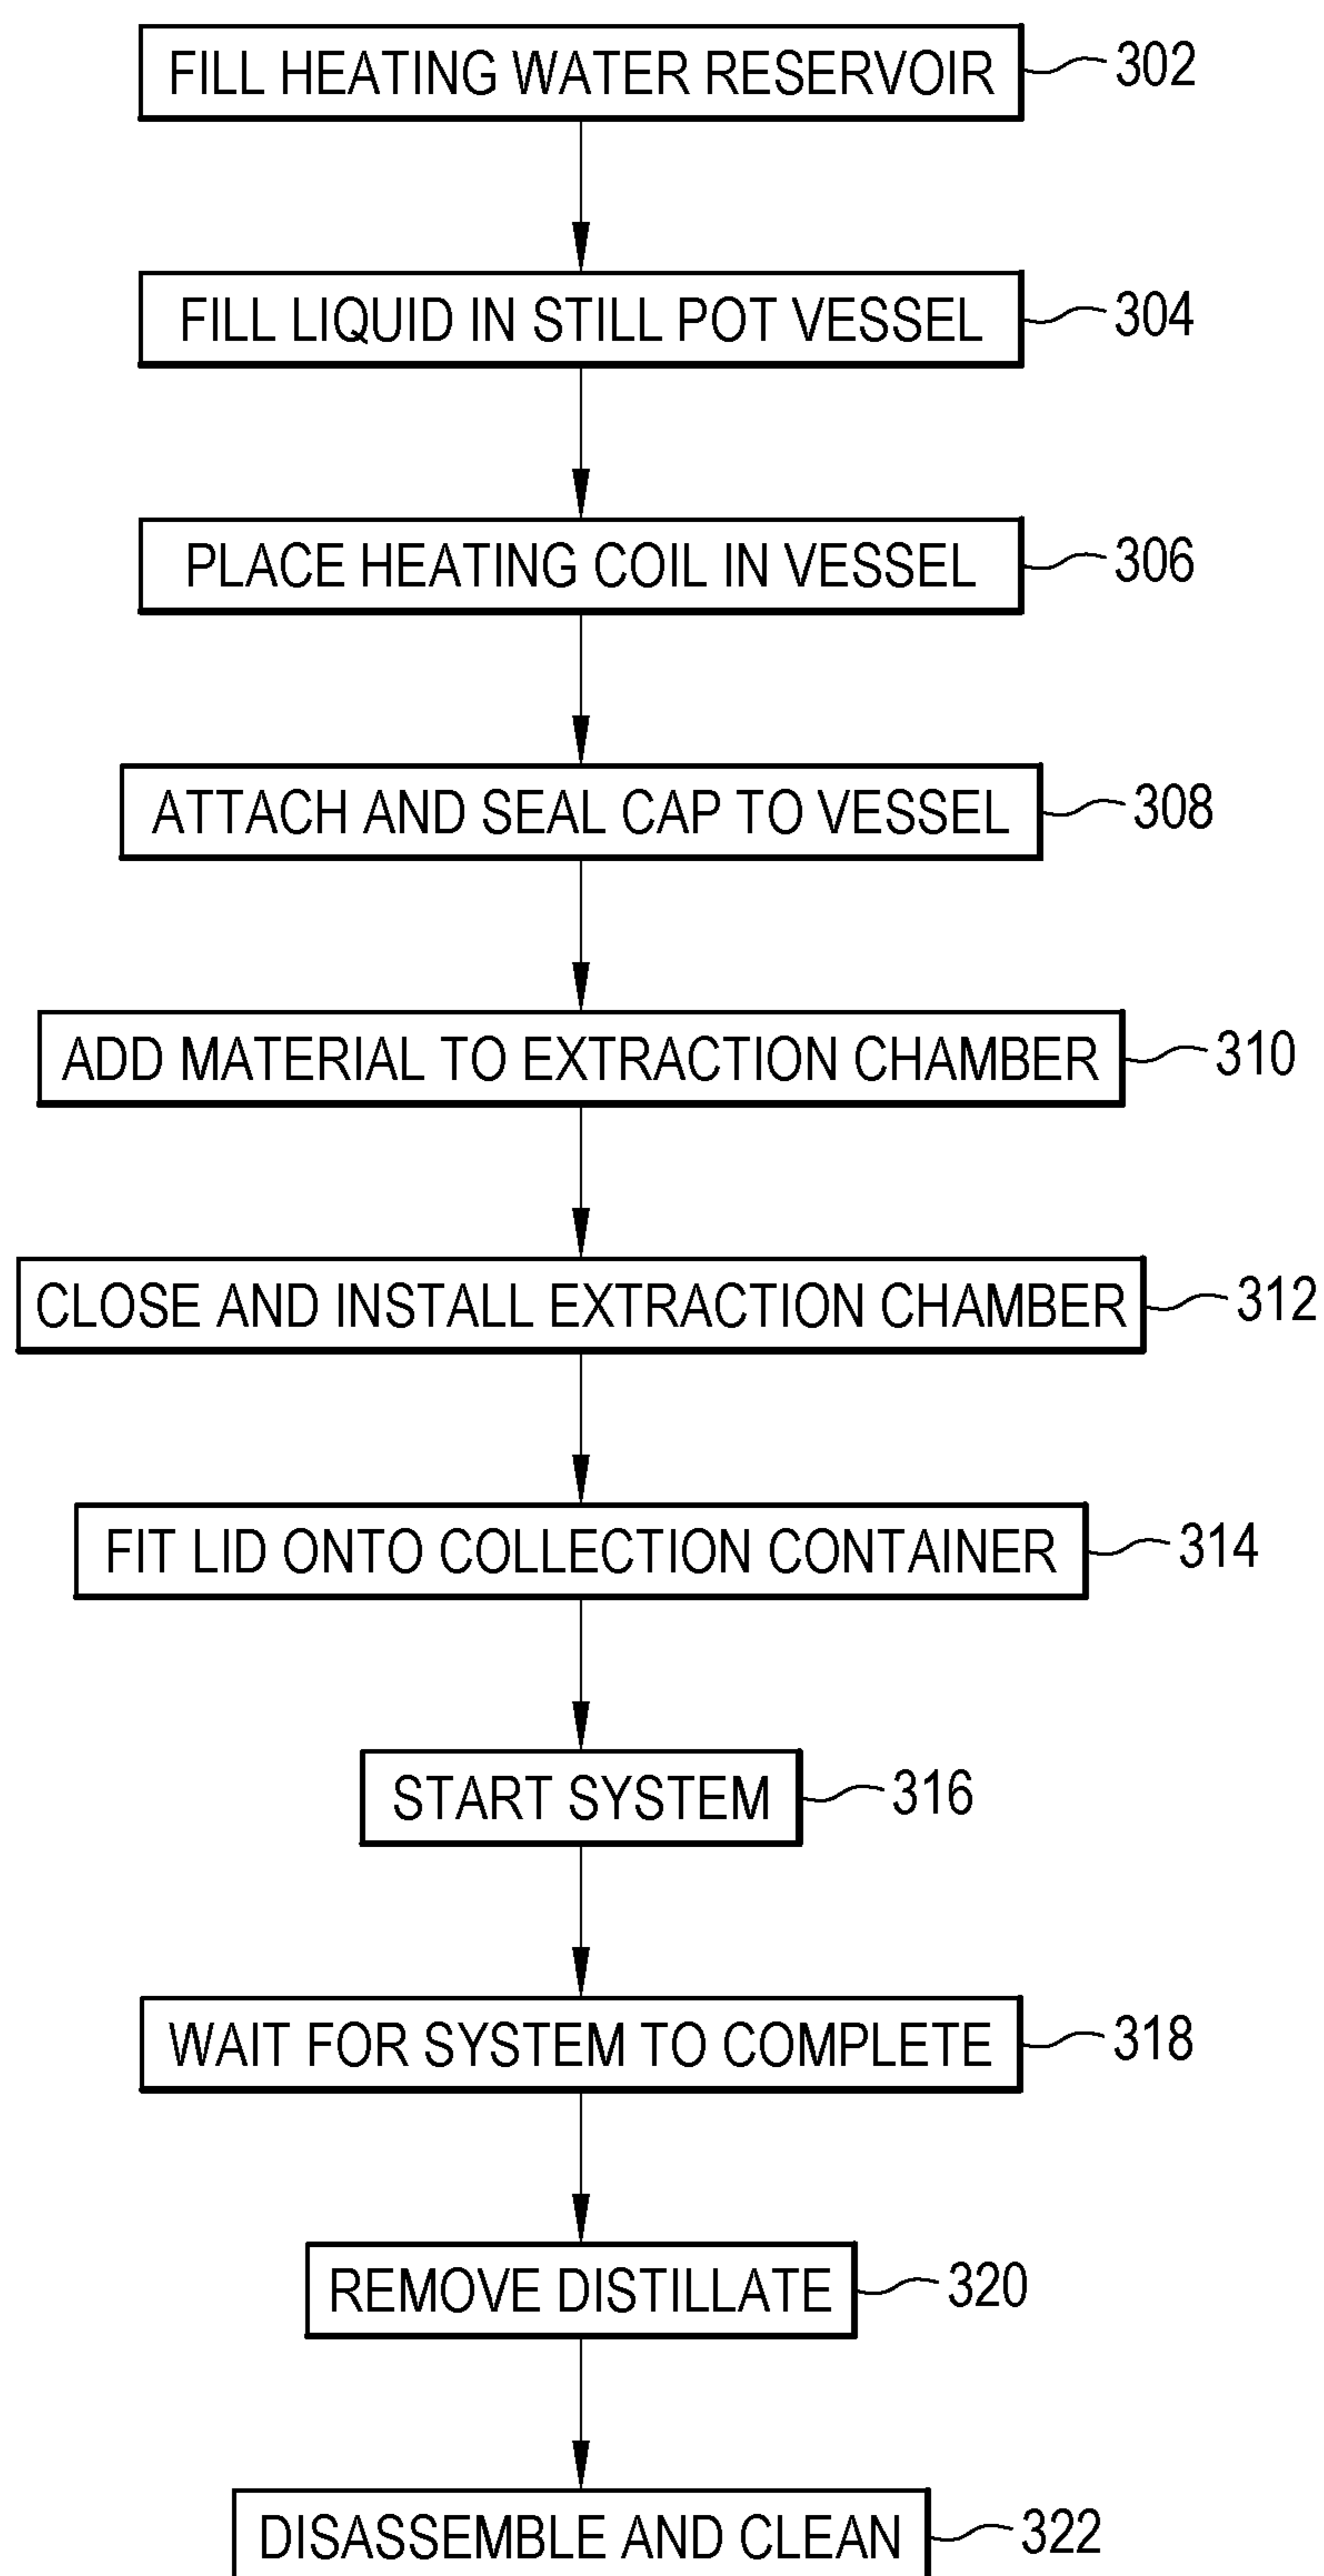 FILL HEATING WATER RESERVOIR 302
FILL LIQUID IN STILL POT VESSEL 304
PLACE HEATING COIL IN VESSEL 306
ATTACH AND SEAL CAP TO VESSEL 308
ADD MATERIAL TO EXTRACTION CHAMBER 310
CLOSE AND INSTALL EXTRACTION CHAMBER 312
FIT LID ONTO COLLECTION CONTAINER 314
START SYSTEM 316
WAIT FOR SYSTEM TO COMPLETE 318
REMOVE DISTILLATE 320
DISASSEMBLE AND CLEAN 322